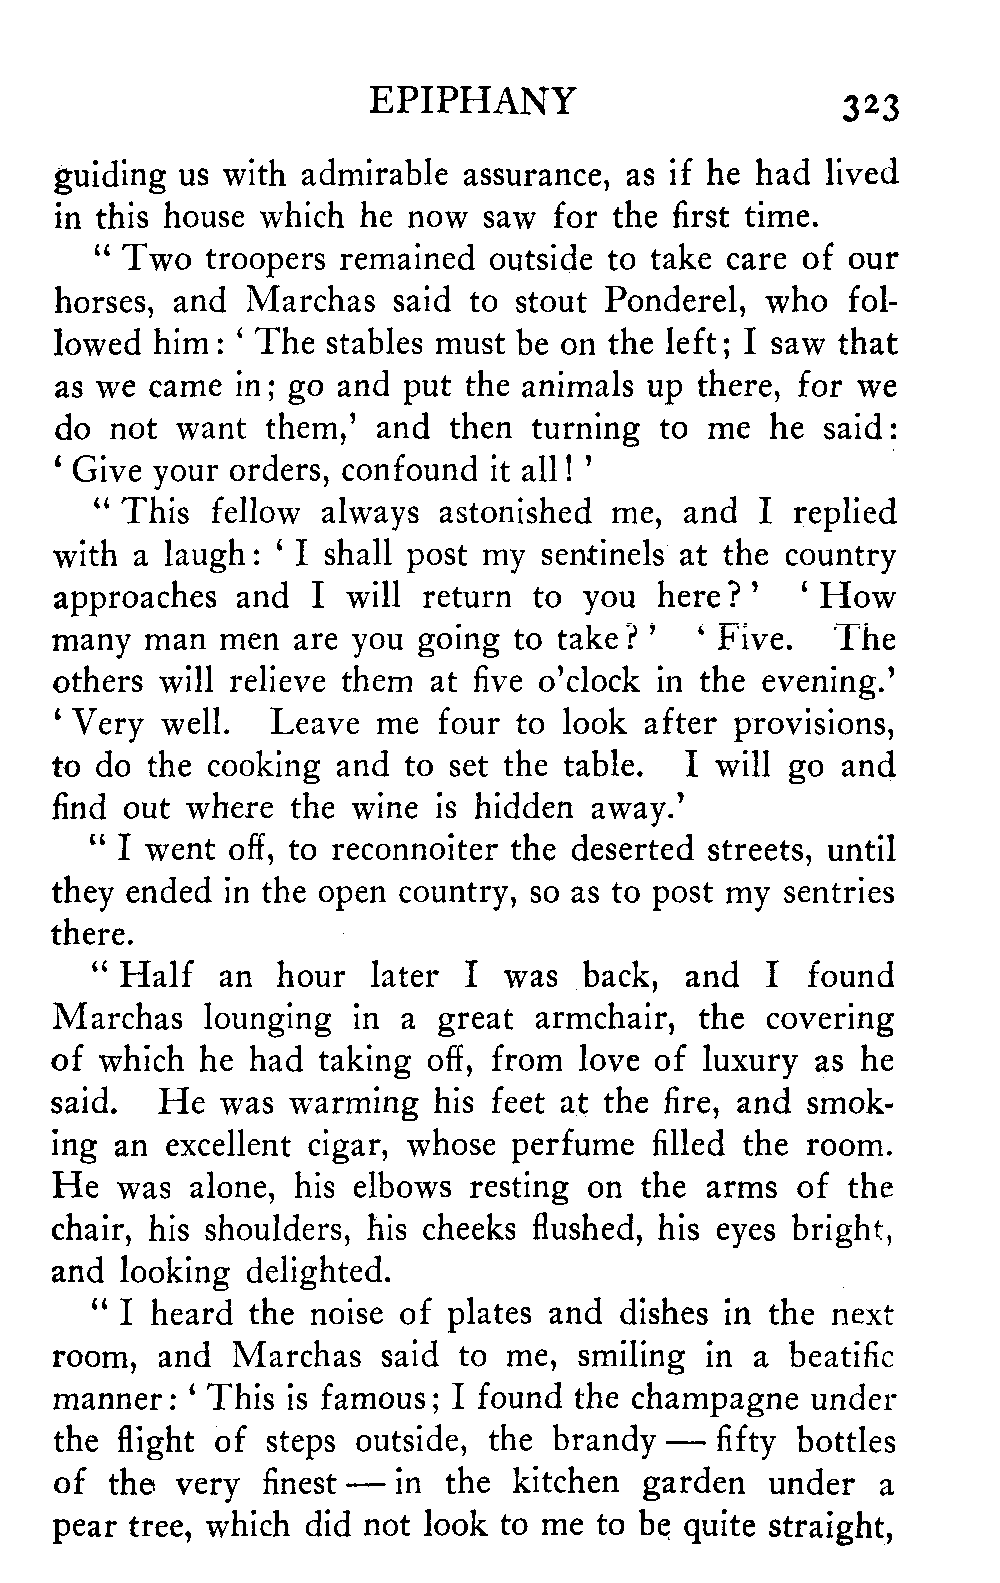 EPIPHANY 323
guiding us with admirable assurance, as if he had lived
in this house which he now saw for the first time.
“ Two troopers remained outside to take care of our
horses, and Marchas said to stout Ponderel, who fol-
lowed him: ‘ The stables must be on the left; I saw that
as we came in; go and put the animals up there, for we
do not want them,’ and then turning to me he said:
‘ Give your orders, confound it all! ’
“ This fellow always astonished me, and I replied
with a laugh: ‘ I shall post my sentinels at the country
approaches and I will return to you here? ’ ‘ How
many man men are you going to take? ’ ‘ Five. The
others will relieve them at five o’clock in the evening.’
‘ Very well. Leave me four to look after provisions,
to do the cooking and to set the table. I will go and
find out where the wine is hidden away.’
“ I went off, to reconnoiter the deserted streets, until
they ended in the open country, so as to post my sentries
there.
“ Half an hour later I was back, and I found
Marchas lounging in a great armchair, the covering
of which he had taking off, from love of luxury as he
said. He was warming his feet at the fire, and smok-
ing an excellent cigar, whose perfume filled the room.
He was alone, his elbows resting on the arms of the
chair, his shoulders, his cheeks flushed, his eyes bright,
and looking delighted.
“ I heard the noise of plates and dishes in the next
room, and Marchas said to me, smiling in a beatific
manner: ‘ This is famous; I found the champagne under
the flight of steps outside, the brandy — fifty bottles
of the very finest — in the kitchen garden under a
pear tree, which did not look to me to be quite straight,